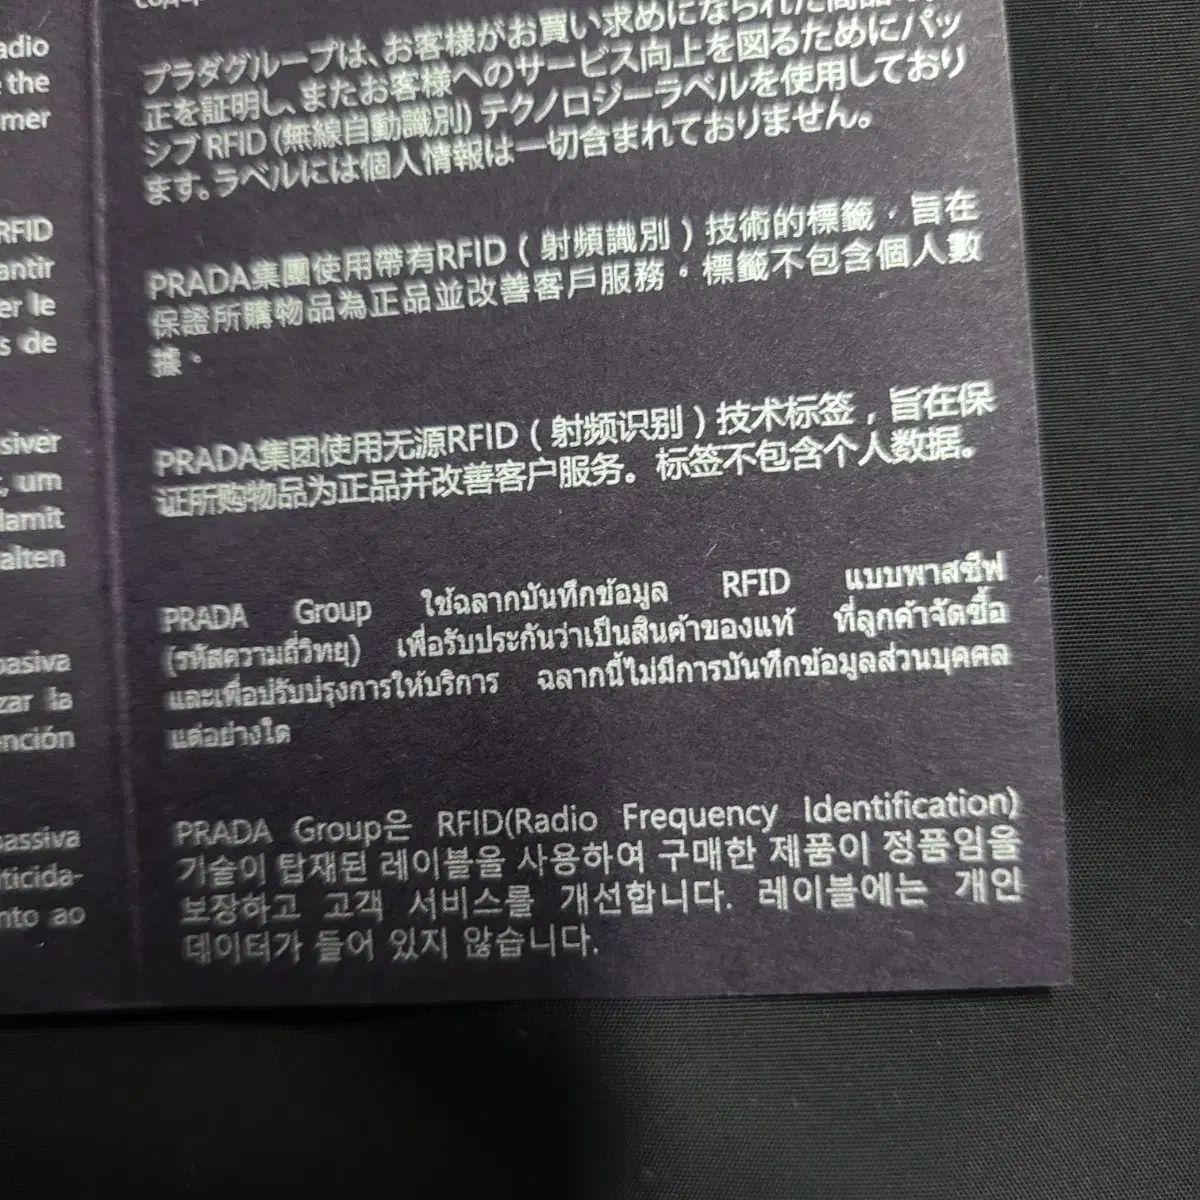 adio
e the
mer
RFID
antir
er le
s de
siver
, um
lamit
alten
pasiva
zar la
ención
passiva
ticida-
nto ao
プラダグループは、お客様がお買い求めになられた商品の
正を証明し、またお客様へのサービス向上を図るためにパッ
シブ RFID (無線自動識別) テクノロジーラベルを使用しており
ます。ラベルには個人情報は一切含まれておりません。
PRADA集團使用帶有RFID（射頻識別）技術的標籤，旨在
保證所購物品為正品並改善客戶服務。標籤不包含個人數
據。
PRADA集团使用无源RFID（射频识别）技术标签，旨在保
证所购物品为正品并改善客户服务。标签不包含个人数据。
PRADA Group ใช้ฉลากบันทึกข้อมูล RFID แบบพาสซีฟ
(รหัสความถี่วิทยุ) เพื่อรับประกันว่าเป็นสินค้าของแท้ ที่ลูกค้าจัดซื้อ
และเพื่อปรับปรุงการให้บริการ ฉลากนี้ไม่มีการบันทึกข้อมูลส่วนบุคคล
แต่อย่างใด
PRADA Group은 RFID(Radio Frequency Identification)
기술이 탑재된 레이블을 사용하여 구매한 제품이 정품임을
보장하고 고객 서비스를 개선합니다. 레이블에는 개인
데이터가 들어 있지 않습니다.